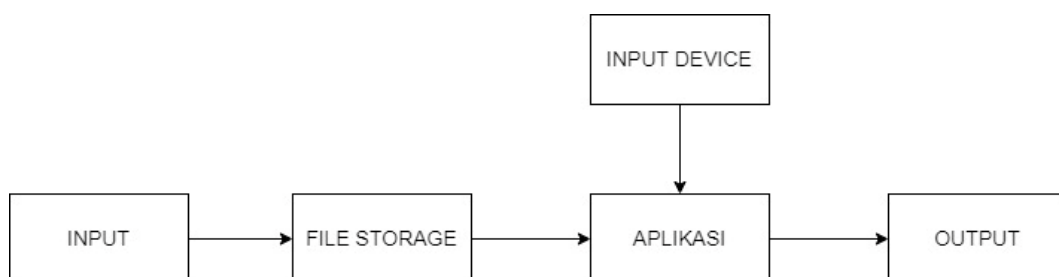 INPUT DEVICE
INPUT
FILE STORAGE
APLIKASI
OUTPUT